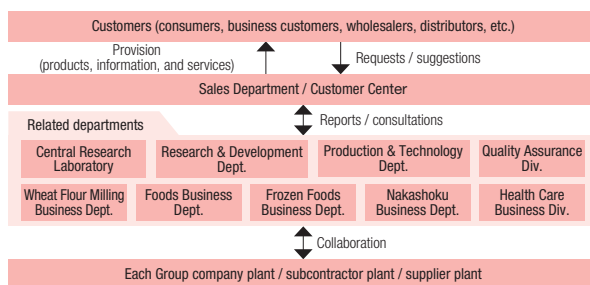 Customers (consumers, business customers, wholesalers, distributors, etc.)
Provision
(products, information, and services)
Requests / suggestions
Sales Department / Customer Center
Reports / consultations
Related departments
Central Research
Laboratory
Research & Development
Dept.
Production & Technology
Dept.
Quality Assurance
Div.
Wheat Flour Milling
Business Dept.
Foods Business
Dept.
Frozen Foods
Business Dept.
Nakashoku
Business Dept.
Health Care
Business Div.
Collaboration
Each Group company plant / subcontractor plant / supplier plant